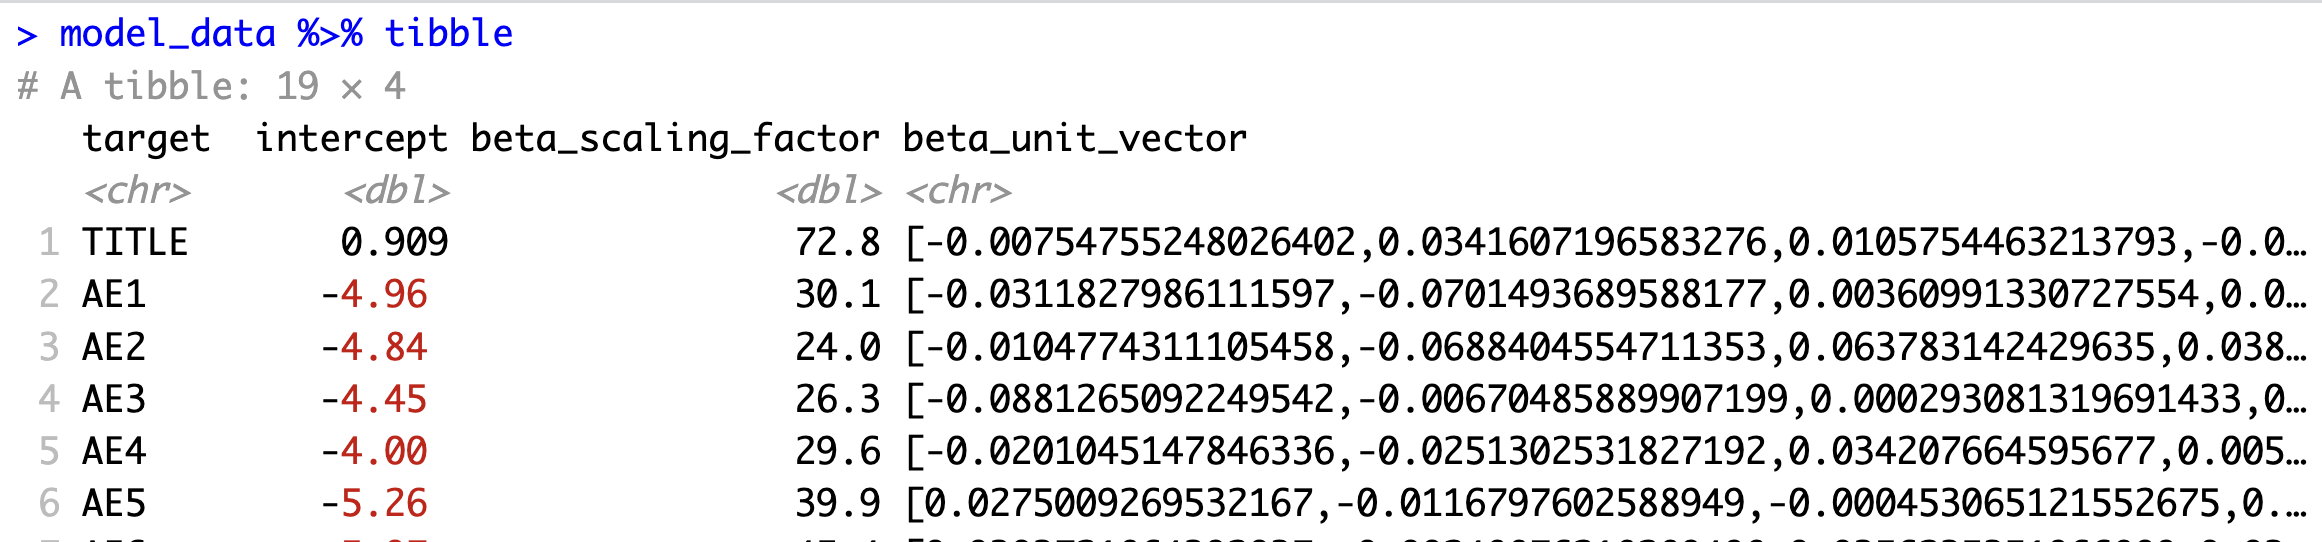 > model_data %>% tibble
# A tibble: 19 × 4
target intercept beta_scaling_factor beta_unit_vector
<chr> <dbl> <dbl> <chr>
1 TITLE 0.909 72.8 [-0.00754755248026402,0.0341607196583276,0.0105754463213793,-0.0…
2 AE1 -4.96 30.1 [-0.0311827986111597,-0.0701493689588177,0.00360991330727554,0.0…
3 AE2 -4.84 24.0 [-0.0104774311105458,-0.0688404554711353,0.063783142429635,0.038…
4 AE3 -4.45 26.3 [-0.0881265092249542,-0.00670485889907199,0.000293081319691433,0…
5 AE4 -4.00 29.6 [-0.0201045147846336,-0.0251302531827192,0.034207664595677,0.005…
6 AE5 -5.26 39.9 [0.0275009269532167,-0.0116797602588949,-0.000453065121552675,0.…